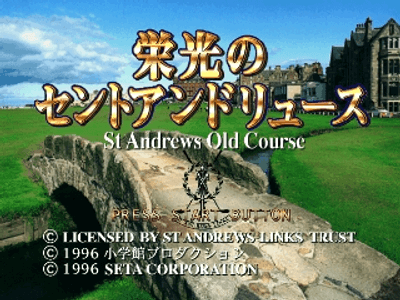 栄光の
セントアンドリュース
St Andrews Old Course
PRESS START BUTTON
© LICENSED BY ST ANDREWS LINKS TRUST
© 1996 小学館プロダクション
© 1996 SETA CORPORATION